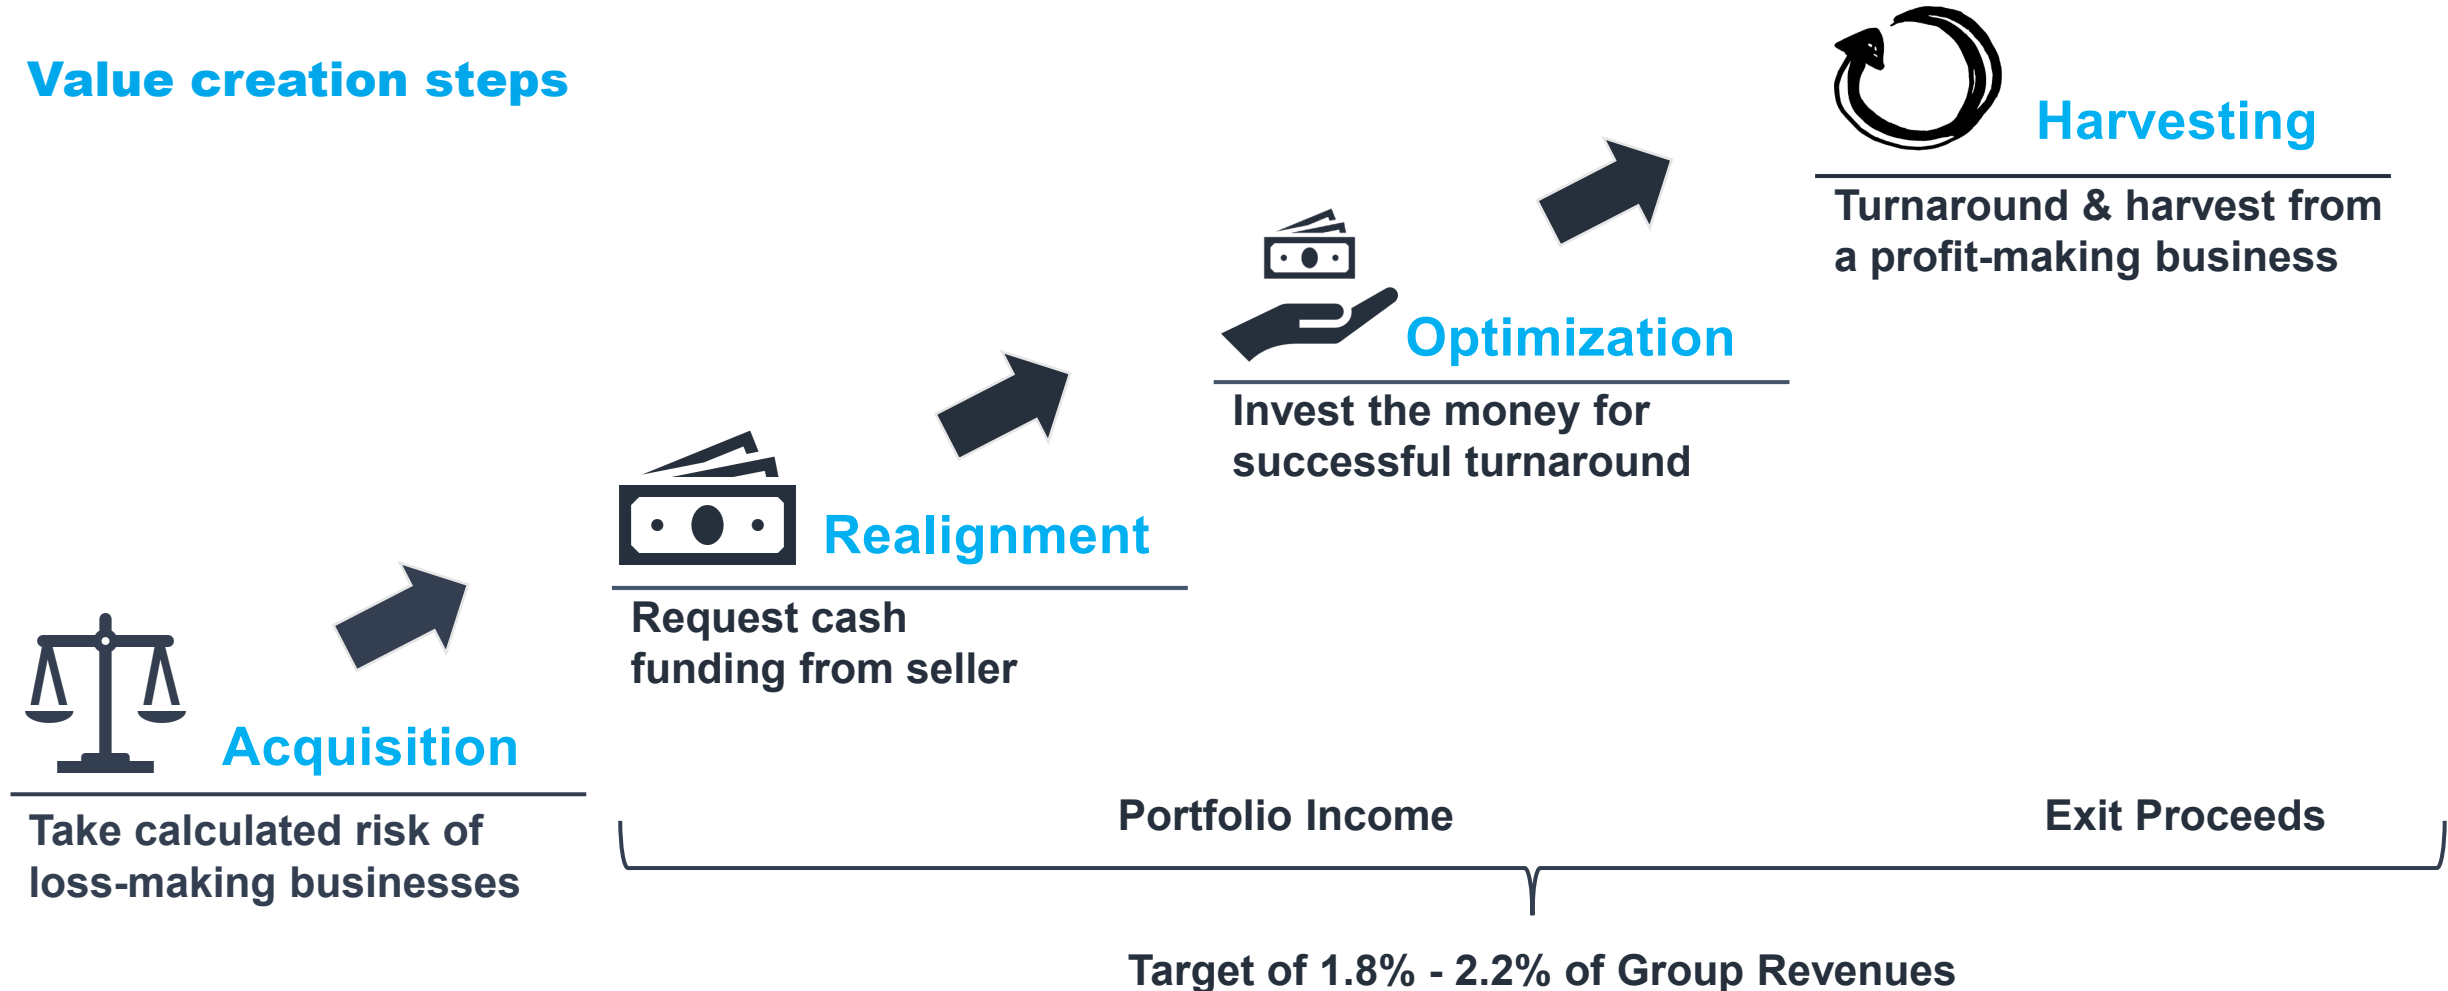 Value creation steps
Harvesting
Turnaround & harvest from
a profit-making business
Optimization
Invest the money for
successful turnaround
Realignment
Request cash
funding from seller
Acquisition
Take calculated risk of
loss-making businesses
Portfolio Income
Exit Proceeds
Target of 1.8% - 2.2% of Group Revenues